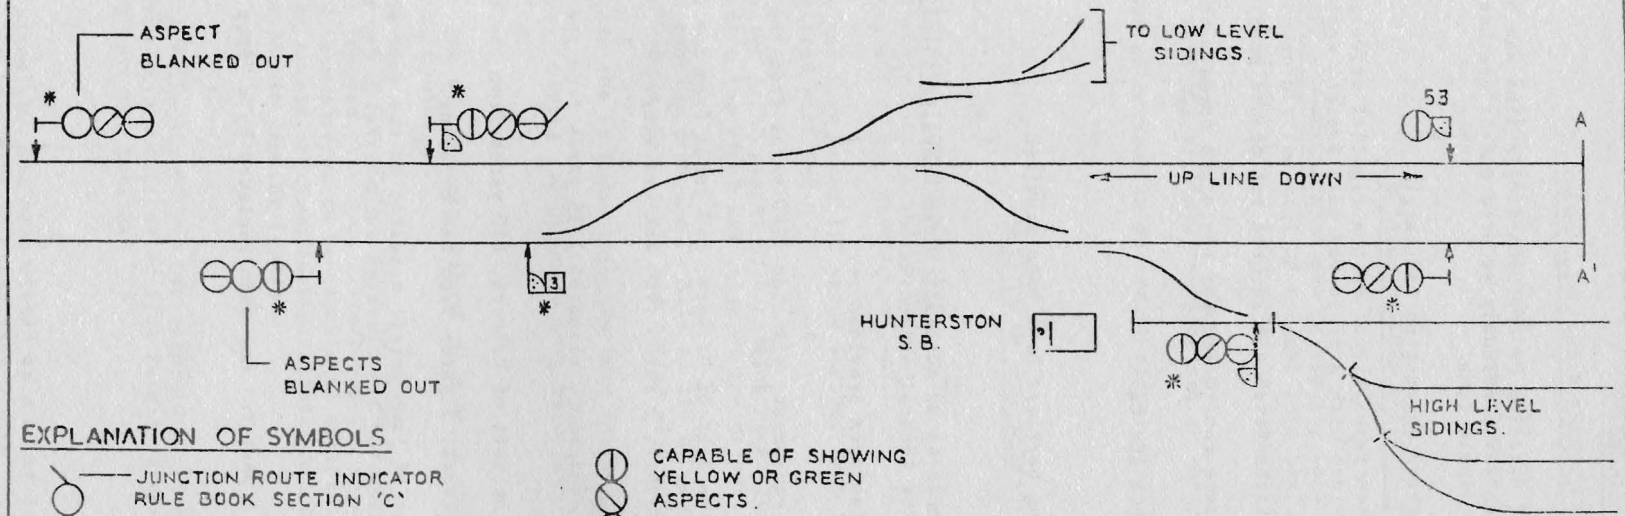 ASPECT
BLANKED OUT
*
*
TO LOW LEVEL
SIDINGS.
53
A
UP LINE DOWN
A'
*
3
*
*
ASPECTS
BLANKED OUT
HUNTERSTON
S.B.
*
HIGH LEVEL
SIDINGS.
EXPLANATION OF SYMBOLS
JUNCTION ROUTE INDICATOR
RULE BOOK SECTION 'C'
CAPABLE OF SHOWING
YELLOW OR GREEN
ASPECTS.